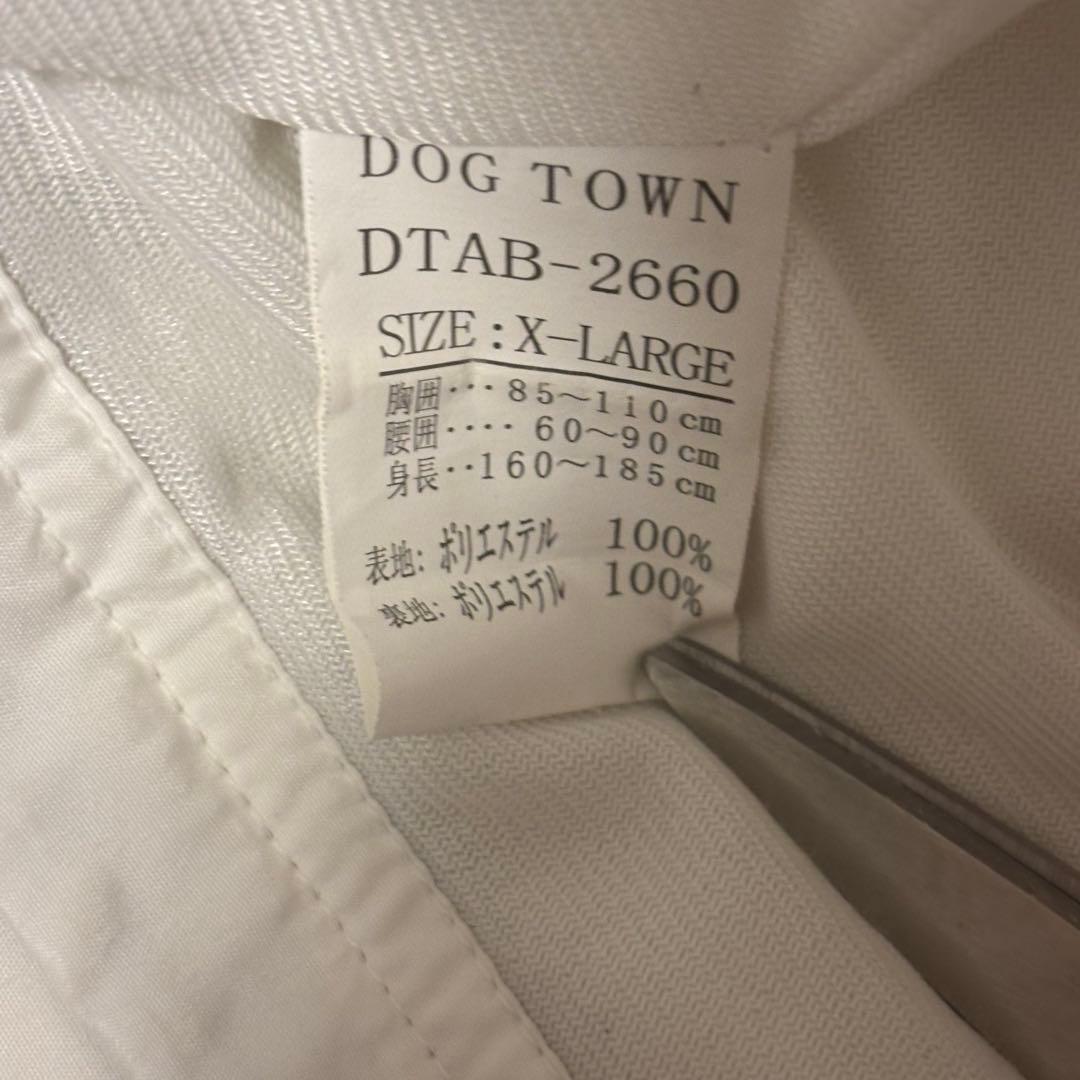 DOG TOWN
DTAB-2660
SIZE：X-LARGE
胸囲･･･85～110cm
腰囲････60～90cm
身長･･160～185cm
表地：ポリエステル 100%
裏地：ポリエステル 100%